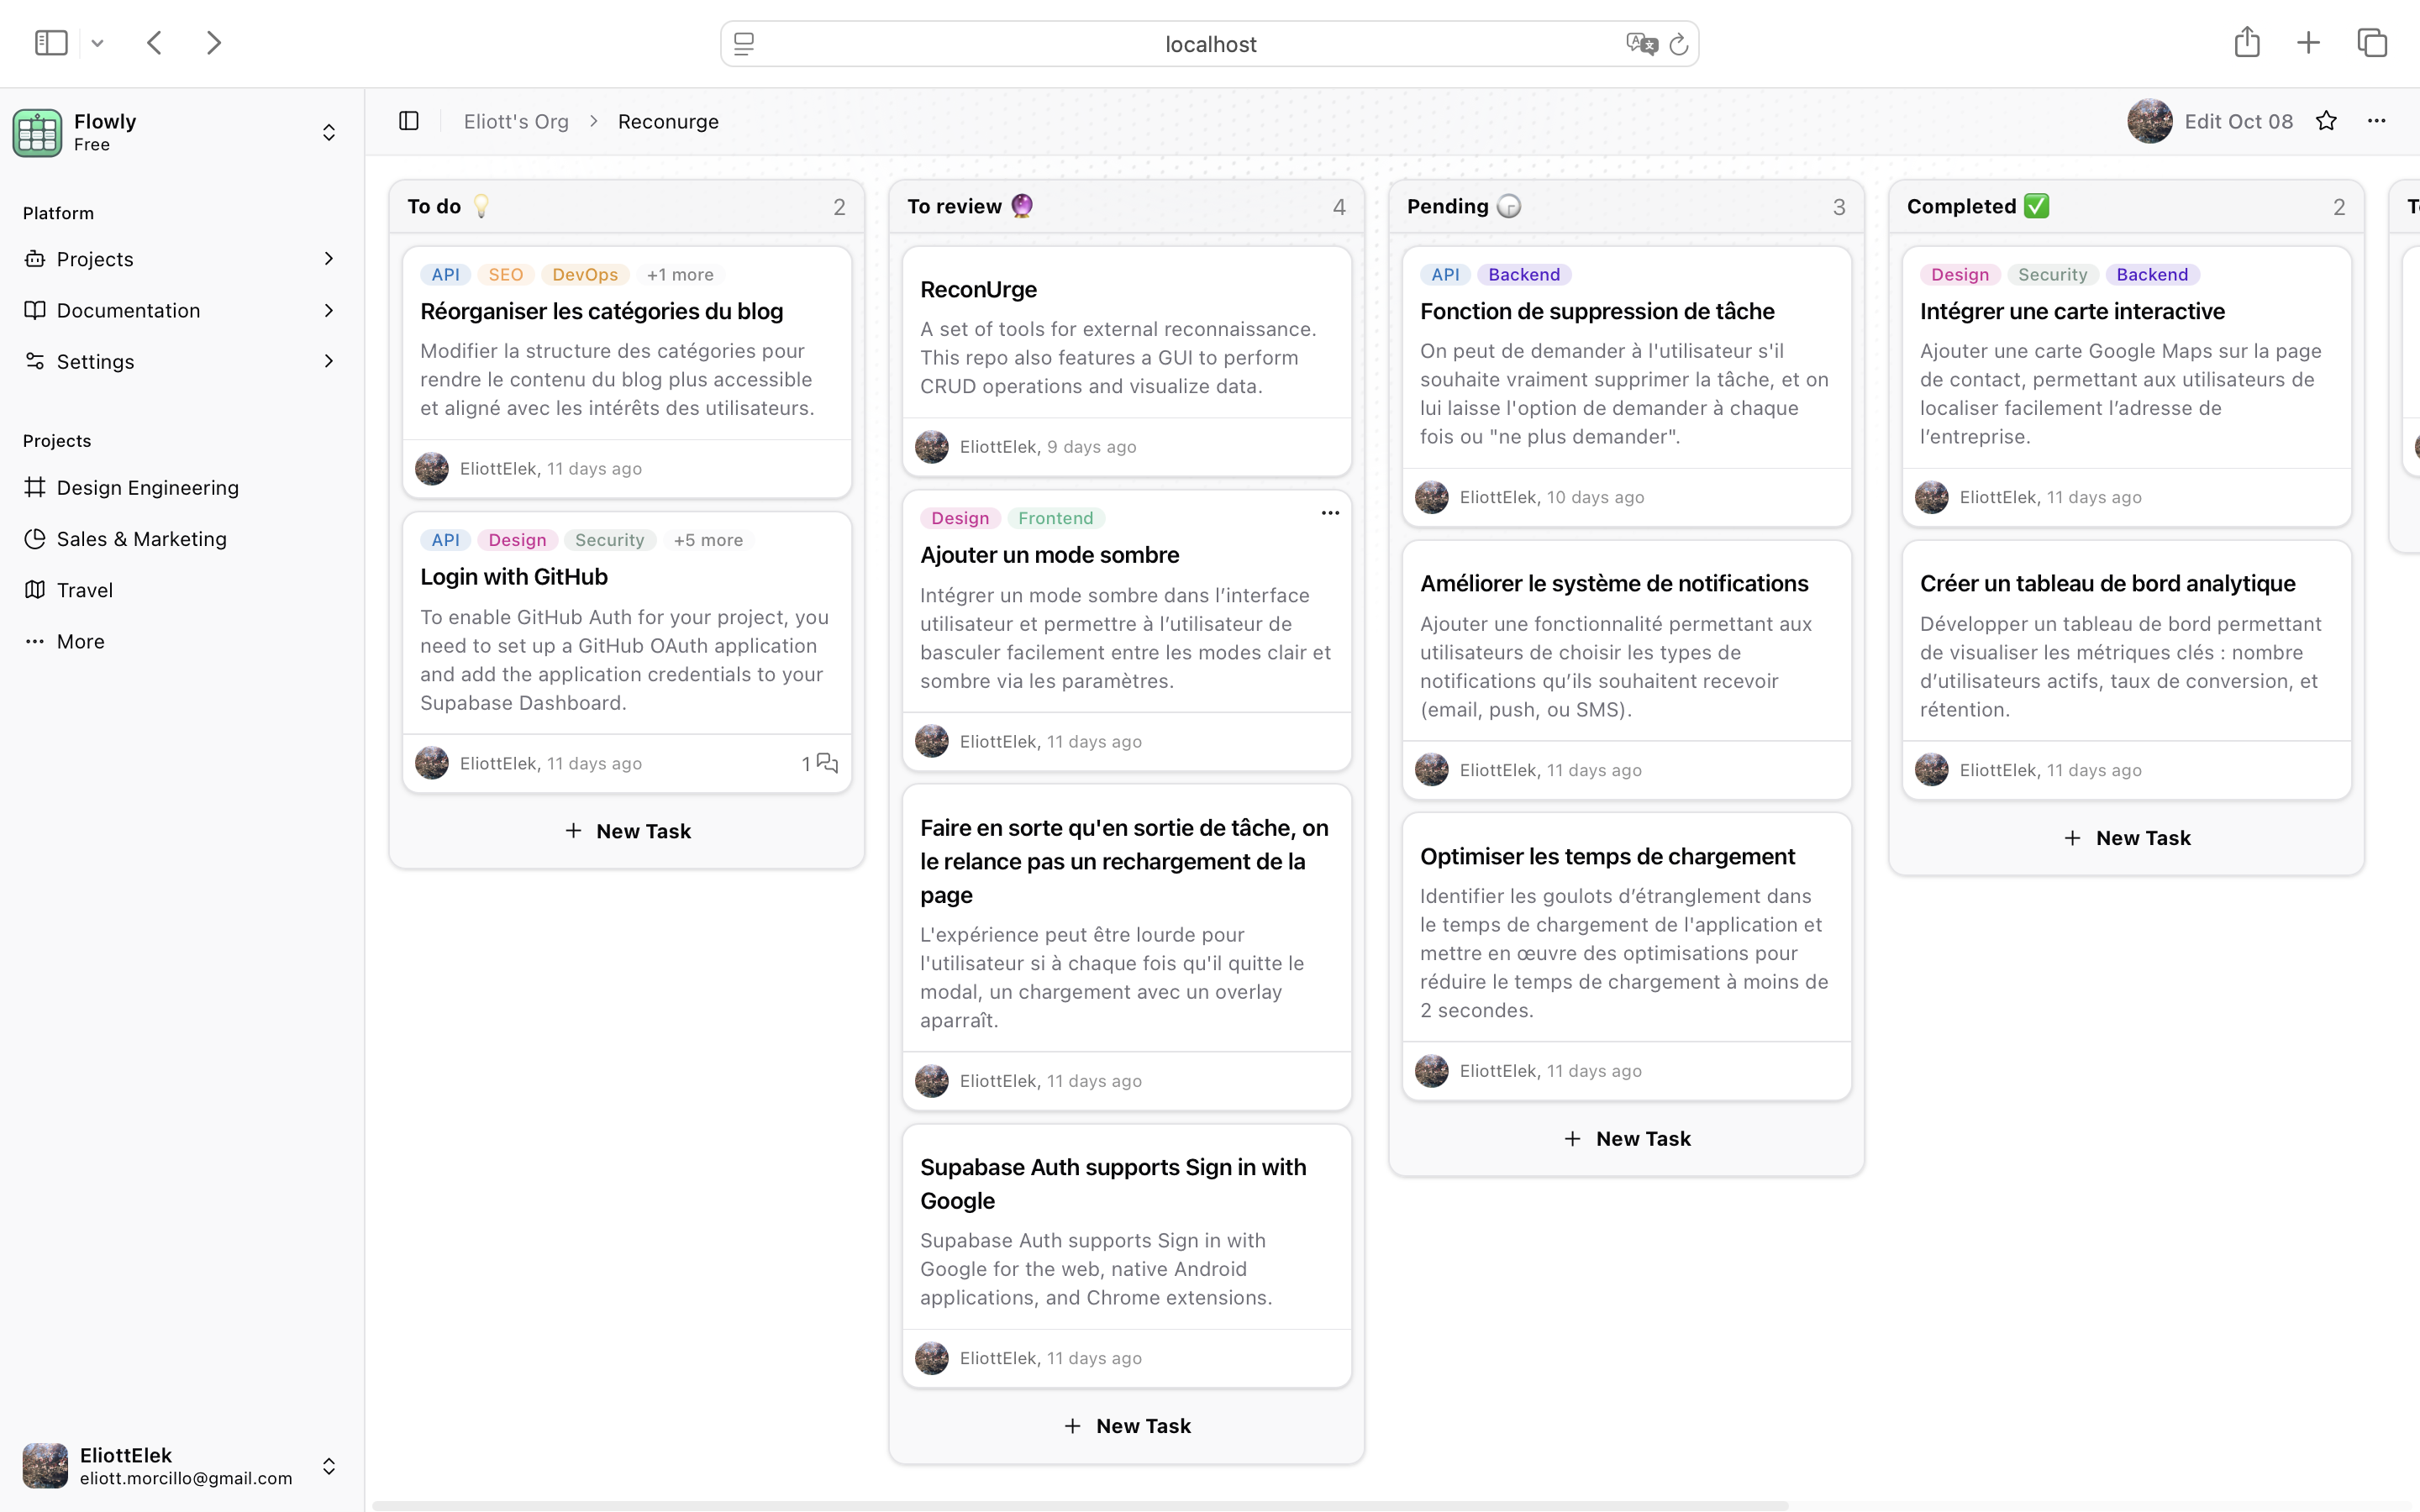 localhost
Flowly
Free
Platform
Projects
Documentation
Settings
Projects
Design Engineering
Sales & Marketing
Travel
More
EliottElek
eliott.morcillo@gmail.com
Eliott's Org
Reconurge
Edit Oct 08
To do 💡 2
API SEO DevOps +1 more
Réorganiser les catégories du blog
Modifier la structure des catégories pour
rendre le contenu du blog plus accessible
et aligné avec les intérêts des utilisateurs.
EliottElek, 11 days ago
API Design Security +5 more
Login with GitHub
To enable GitHub Auth for your project, you
need to set up a GitHub OAuth application
and add the application credentials to your
Supabase Dashboard.
EliottElek, 11 days ago 1
+ New Task
To review 🔮 4
ReconUrge
A set of tools for external reconnaissance.
This repo also features a GUI to perform
CRUD operations and visualize data.
EliottElek, 9 days ago
Design Frontend
Ajouter un mode sombre
Intégrer un mode sombre dans l’interface
utilisateur et permettre à l’utilisateur de
basculer facilement entre les modes clair et
sombre via les paramètres.
EliottElek, 11 days ago
Faire en sorte qu'en sortie de tâche, on
le relance pas un rechargement de la
page
L'expérience peut être lourde pour
l'utilisateur si à chaque fois qu'il quitte le
modal, un chargement avec un overlay
aparraît.
EliottElek, 11 days ago
Supabase Auth supports Sign in with
Google
Supabase Auth supports Sign in with
Google for the web, native Android
applications, and Chrome extensions.
EliottElek, 11 days ago
+ New Task
Pending 🕞 3
API Backend
Fonction de suppression de tâche
On peut de demander à l'utilisateur s'il
souhaite vraiment supprimer la tâche, et on
lui laisse l'option de demander à chaque
fois ou "ne plus demander".
EliottElek, 10 days ago
Améliorer le système de notifications
Ajouter une fonctionnalité permettant aux
utilisateurs de choisir les types de
notifications qu’ils souhaitent recevoir
(email, push, ou SMS).
EliottElek, 11 days ago
Optimiser les temps de chargement
Identifier les goulots d’étranglement dans
le temps de chargement de l'application et
mettre en œuvre des optimisations pour
réduire le temps de chargement à moins de
2 secondes.
EliottElek, 11 days ago
+ New Task
Completed ✅ 2
Design Security Backend
Intégrer une carte interactive
Ajouter une carte Google Maps sur la page
de contact, permettant aux utilisateurs de
localiser facilement l’adresse de
l’entreprise.
EliottElek, 11 days ago
Créer un tableau de bord analytique
Développer un tableau de bord permettant
de visualiser les métriques clés : nombre
d’utilisateurs actifs, taux de conversion, et
rétention.
EliottElek, 11 days ago
+ New Task